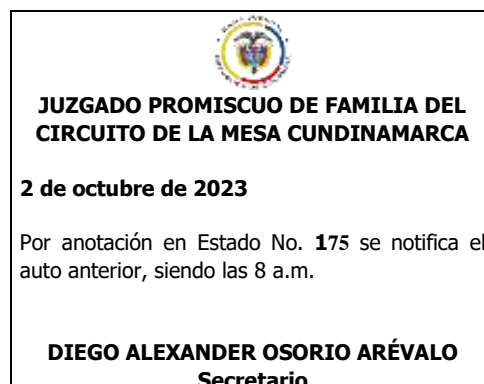 JUZGADO PROMISCUO DE FAMILIA DEL
CIRCUITO DE LA MESA CUNDINAMARCA
2 de octubre de 2023
Por anotación en Estado No. 175 se notifica el
auto anterior, siendo las 8 a.m.
DIEGO ALEXANDER OSORIO ARÉVALO
Secretario